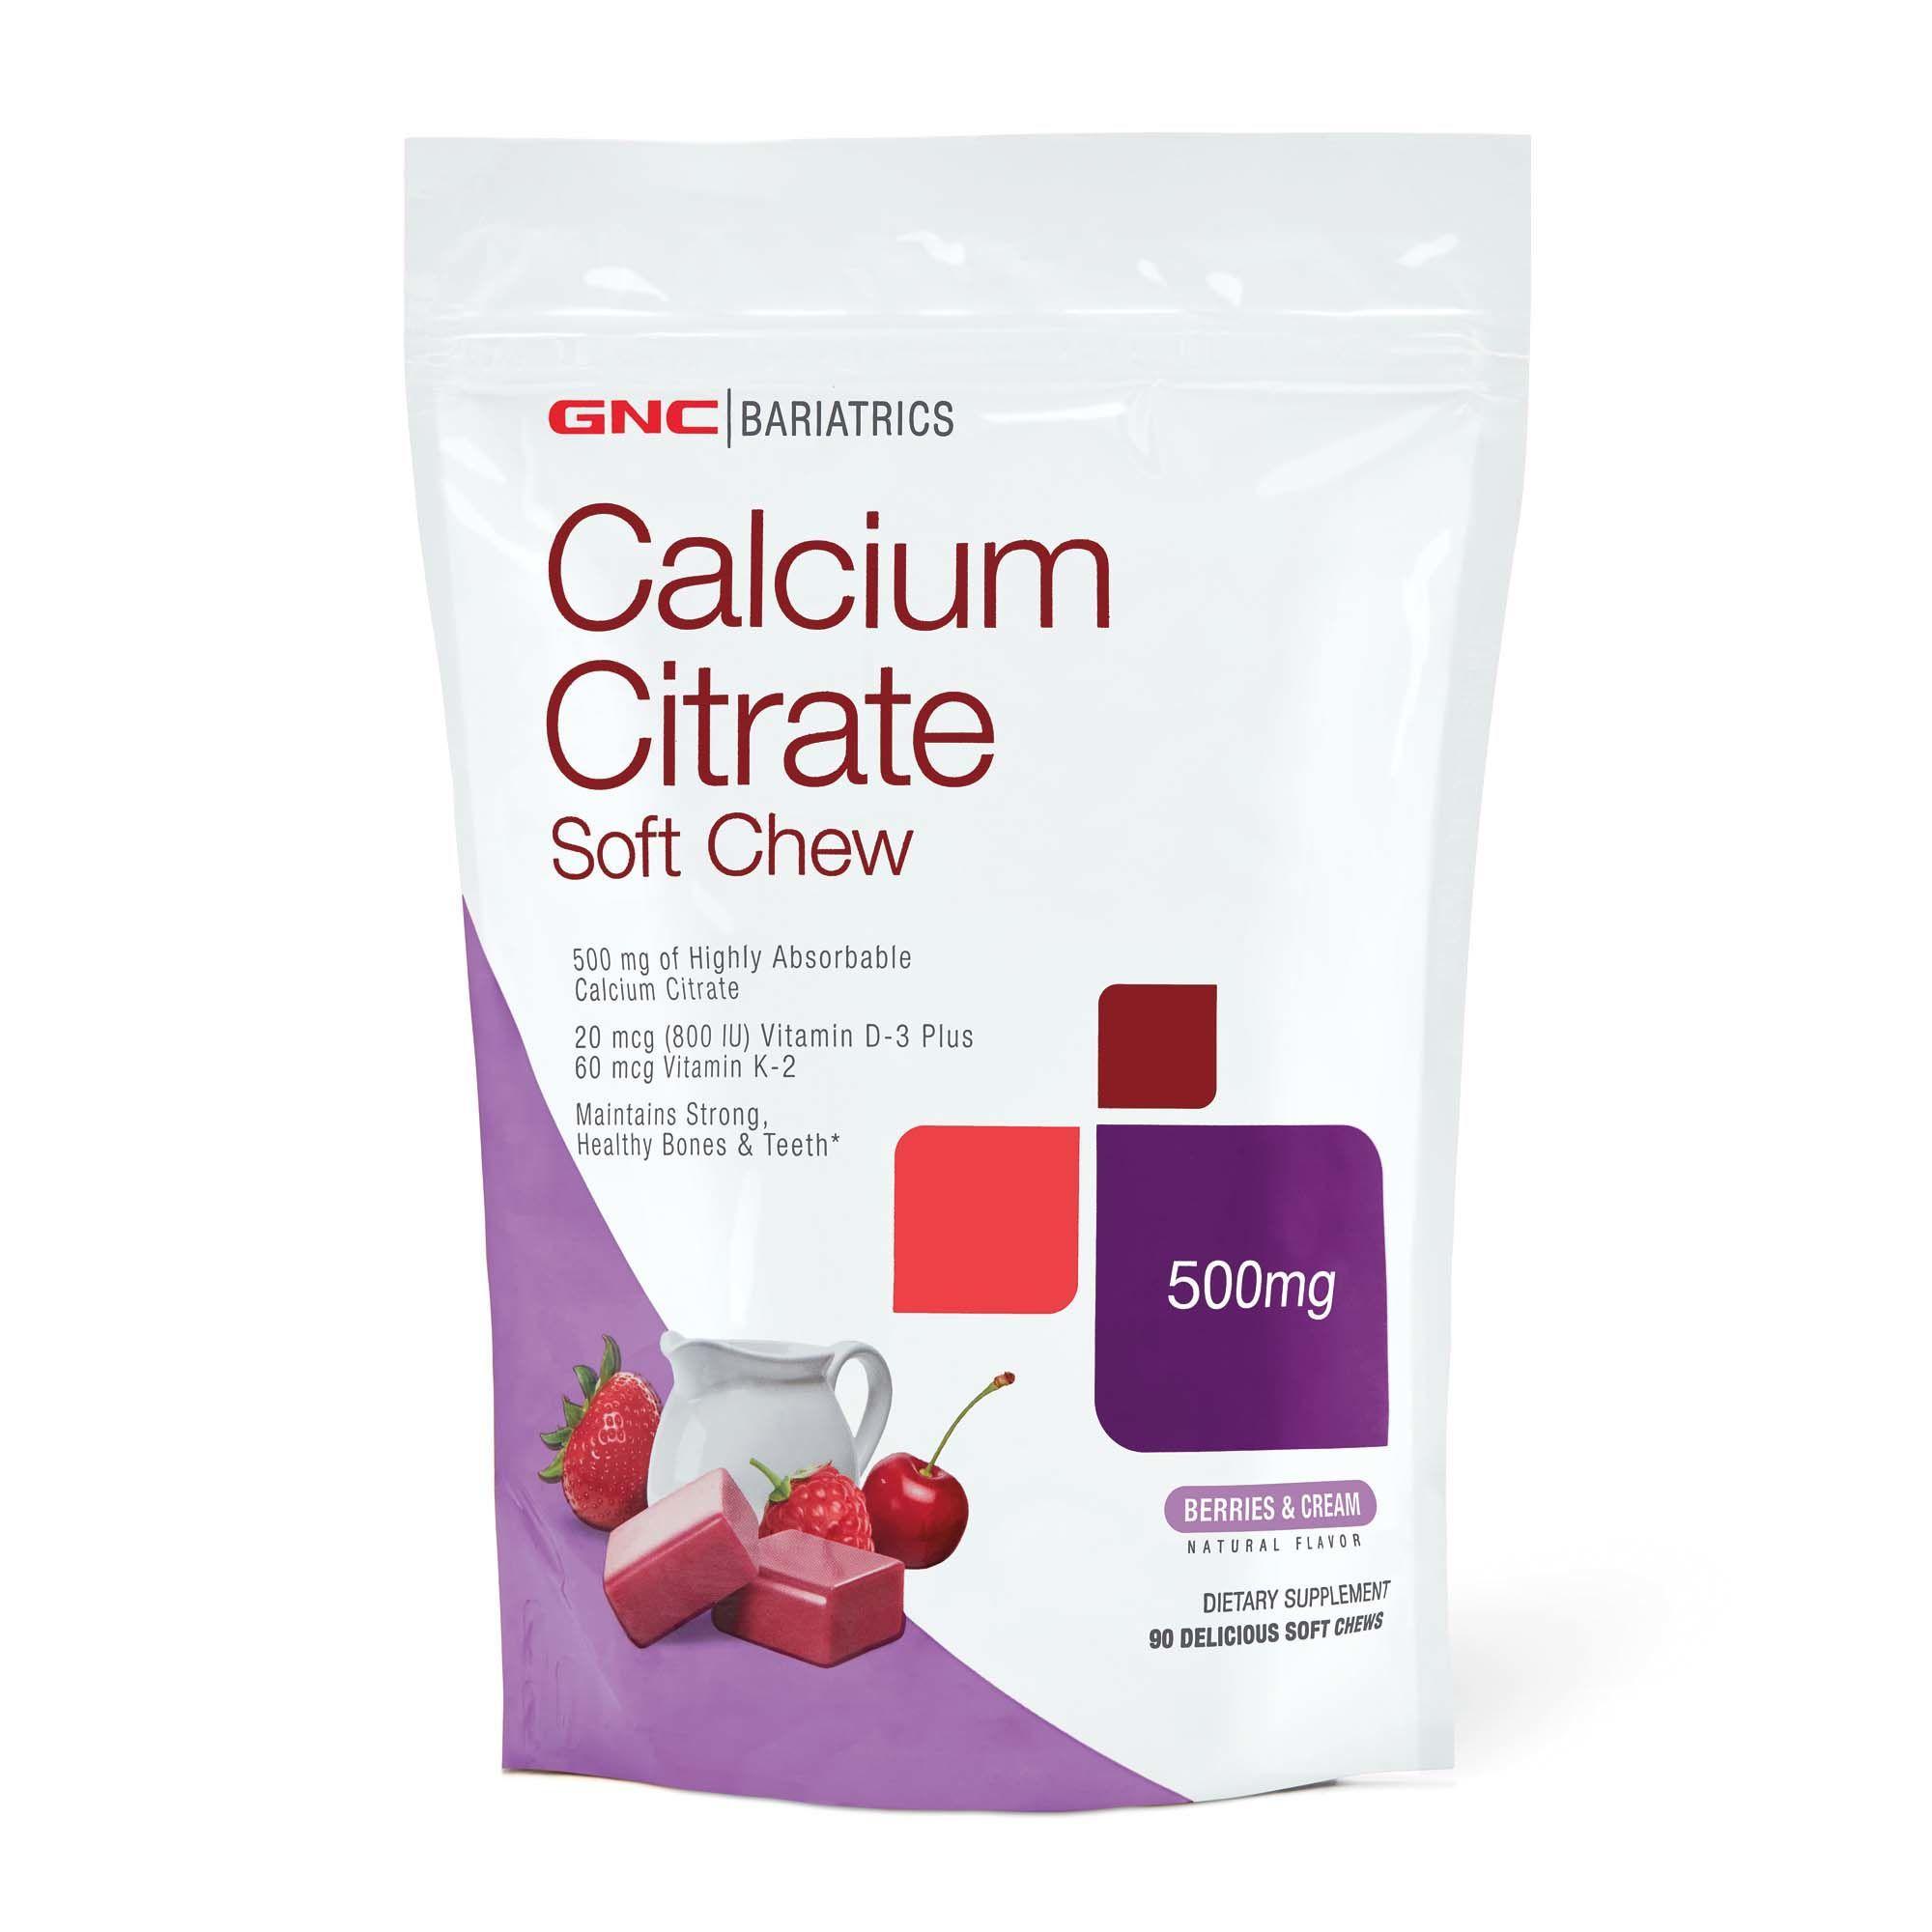 GNC | BARIATRICS
Calcium
Citrate
Soft Chew
500 mg of Highly Absorbable
Calcium Citrate
20 mcg (800 IU) Vitamin D-3 Plus
60 mcg Vitamin K-2
Maintains Strong,
Healthy Bones & Teeth*
500mg
BERRIES & CREAM
NATURAL FLAVOR
DIETARY SUPPLEMENT
90 DELICIOUS SOFT CHEWS